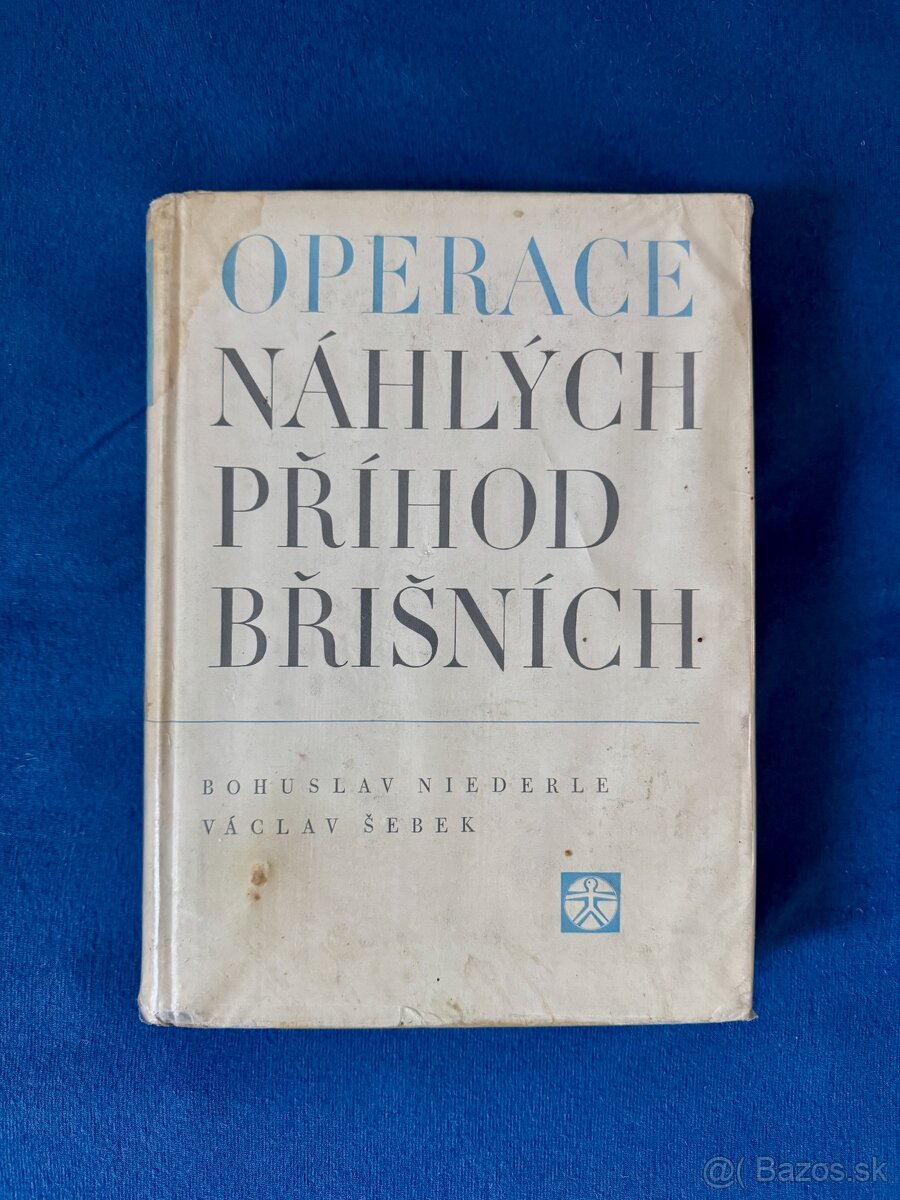 OPERACE
NÁHLÝCH
PŘÍHOD
BŘIŠNÍCH
BOHUSLAV NIEDERLE
VÁCLAV ŠEBEK
@( Bazos.sk